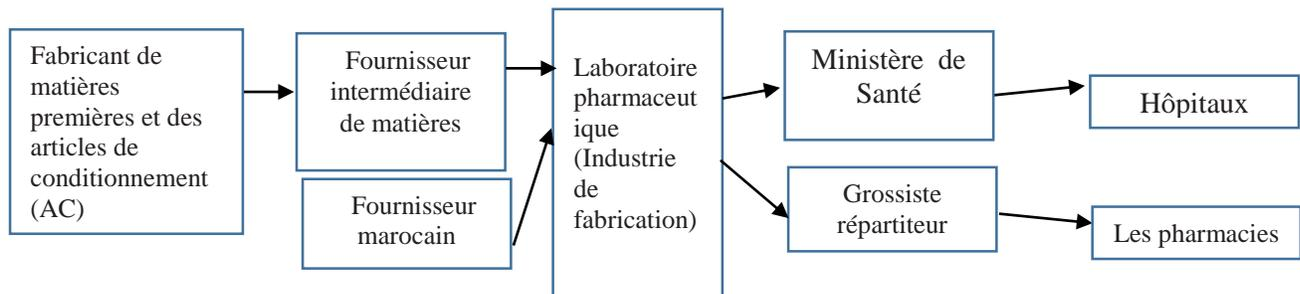 Fabricant de
matières
premières et des
articles de
conditionnement
(AC)
Fournisseur
intermédiaire
de matières
Fournisseur
marocain
Laboratoire
pharmaceut
ique
(Industrie
de
fabrication)
Ministère de
Santé
Grossiste
répartiteur
Hôpitaux
Les pharmacies